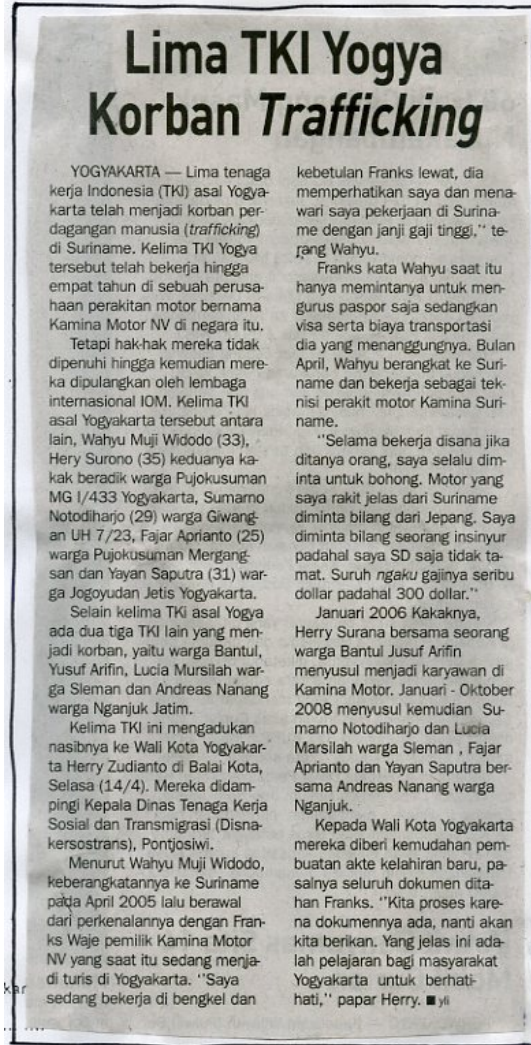 Lima TKI Yogya
Korban Trafficking
YOGYAKARTA — Lima tenaga
kerja Indonesia (TKI) asal Yogya-
karta telah menjadi korban per-
dagangan manusia (trafficking)
di Suriname. Kelima TKI Yogya
tersebut telah bekerja hingga
empat tahun di sebuah perusa-
haan perakitan motor bernama
Kamina Motor NV di negara itu.
Tetapi hak-hak mereka tidak
dipenuhi hingga kemudian mere-
ka dipulangkan oleh lembaga
internasional IOM. Kelima TKI
asal Yogyakarta tersebut antara
lain, Wahyu Muji Widodo (33),
Hery Surono (35) keduanya ka-
kak beradik warga Pujokusuman
MG I/433 Yogyakarta, Sumarno
Notodiharjo (29) warga Giwang-
an UH 7/23, Fajar Aprianto (25)
warga Pujokusuman Mergang-
san dan Yayan Saputra (31) war-
ga Jogoyudan Jetis Yogyakarta.
Selain kelima TKi asal Yogya
ada dua tiga TKI lain yang men-
jadi korban, yaitu warga Bantul,
Yusuf Arifin, Lucia Mursilah war-
ga Sleman dan Andreas Nanang
warga Nganjuk Jatim.
Kelima TKI ini mengadukan
nasibnya ke Wali Kota Yogyakar-
ta Herry Zudianto di Balai Kota,
Selasa (14/4). Mereka didam-
pingi Kepala Dinas Tenaga Kerja
Sosial dan Transmigrasi (Disna-
kersostrans), Pontjosiwi.
Menurut Wahyu Muji Widodo,
keberangkatannya ke Suriname
pada April 2005 lalu berawal
dari perkenalannya dengan Fran-
ks Waje pemilik Kamina Motor
NV yang saat itu sedang menja-
di turis di Yogyakarta. "Saya
sedang bekerja di bengkel dan
kebetulan Franks lewat, dia
memperhatikan saya dan mena-
wari saya pekerjaan di Surina-
me dengan janji gaji tinggi," te-
rang Wahyu.
Franks kata Wahyu saat itu
hanya memintanya untuk men-
gurus paspor saja sedangkan
visa serta biaya transportasi
dia yang menanggungnya. Bulan
April, Wahyu berangkat ke Suri-
name dan bekerja sebagai tek-
nisi perakit motor Kamina Suri-
name.
"Selama bekerja disana jika
ditanya orang, saya selalu dim-
inta untuk bohong. Motor yang
saya rakit jelas dari Suriname
diminta bilang dari Jepang. Saya
diminta bilang seorang insinyur
padahal saya SD saja tidak ta-
mat. Suruh ngaku gajinya seribu
dollar padahal 300 dollar."
Januari 2006 Kakaknya,
Herry Surana bersama seorang
warga Bantul Jusuf Arifin
menyusul menjadi karyawan di
Kamina Motor. Januari - Oktober
2008 menyusul kemudian Su-
marno Notodiharjo dan Lucia
Marsilah warga Sleman , Fajar
Aprianto dan Yayan Saputra ber-
sama Andreas Nanang warga
Nganjuk.
Kepada Wali Kota Yogyakarta
mereka diberi kemudahan pem-
buatan akte kelahiran baru, pa-
salnya seluruh dokumen dita-
han Franks. "Kita proses kare-
na dokumennya ada, nanti akan
kita berikan. Yang jelas ini ada-
lah pelajaran bagi masyarakat
Yogyakarta untuk berhati-
hati," papar Herry. ■ yli